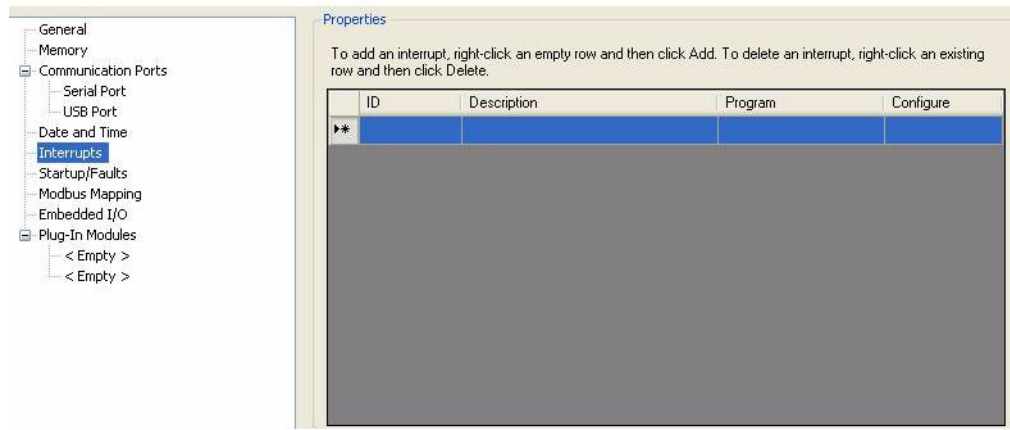 General
Memory
Communication Ports
Serial Port
USB Port
Date and Time
Interrupts
Startup/Faults
Modbus Mapping
Embedded I/O
Plug-In Modules
< Empty >
< Empty >
Properties
To add an interrupt, right-click an empty row and then click Add. To delete an interrupt, right-click an existing
row and then click Delete.
ID Description Program Configure